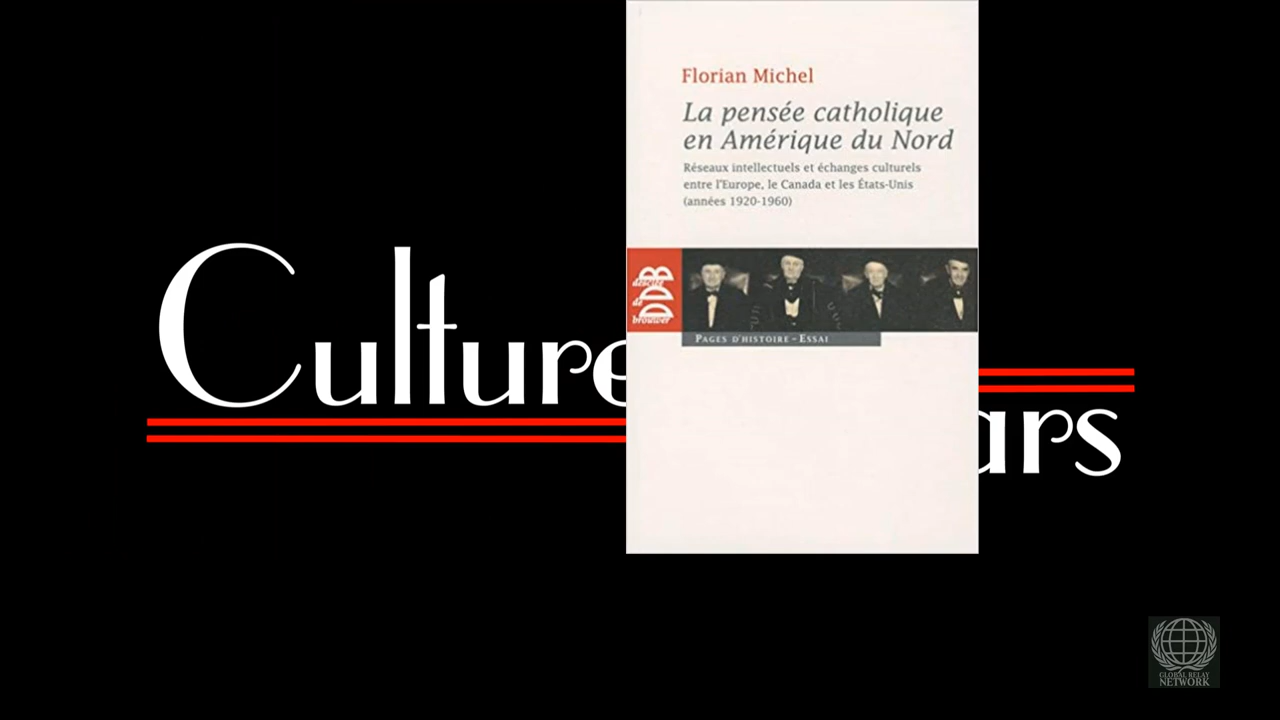 Florian Michel
La pensée catholique
en Amérique du Nord
Réseaux intellectuels et échanges culturels
entre l'Europe, le Canada et les États-Unis
(années 1920-1960)
DDB
desclée
de
brouwer
PAGES D'HISTOIRE – ESSAI
Culture
ars
GLOBAL RELAY
NETWORK